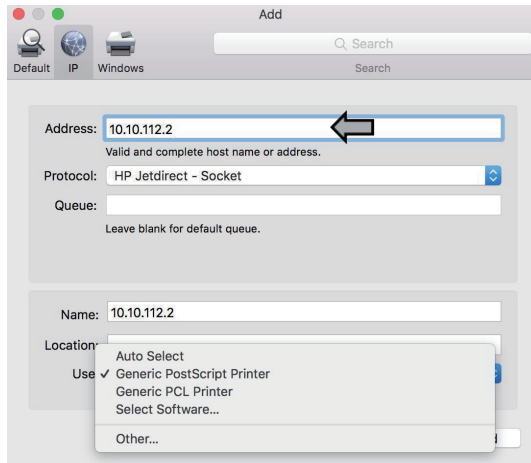 Add
Search
Default IP Windows Search
Address: 10.10.112.2
Valid and complete host name or address.
Protocol: HP Jetdirect - Socket
Queue:
Leave blank for default queue.
Name: 10.10.112.2
Location:
Auto Select
Use ✓ Generic PostScript Printer
Generic PCL Printer
Select Software...
Other...